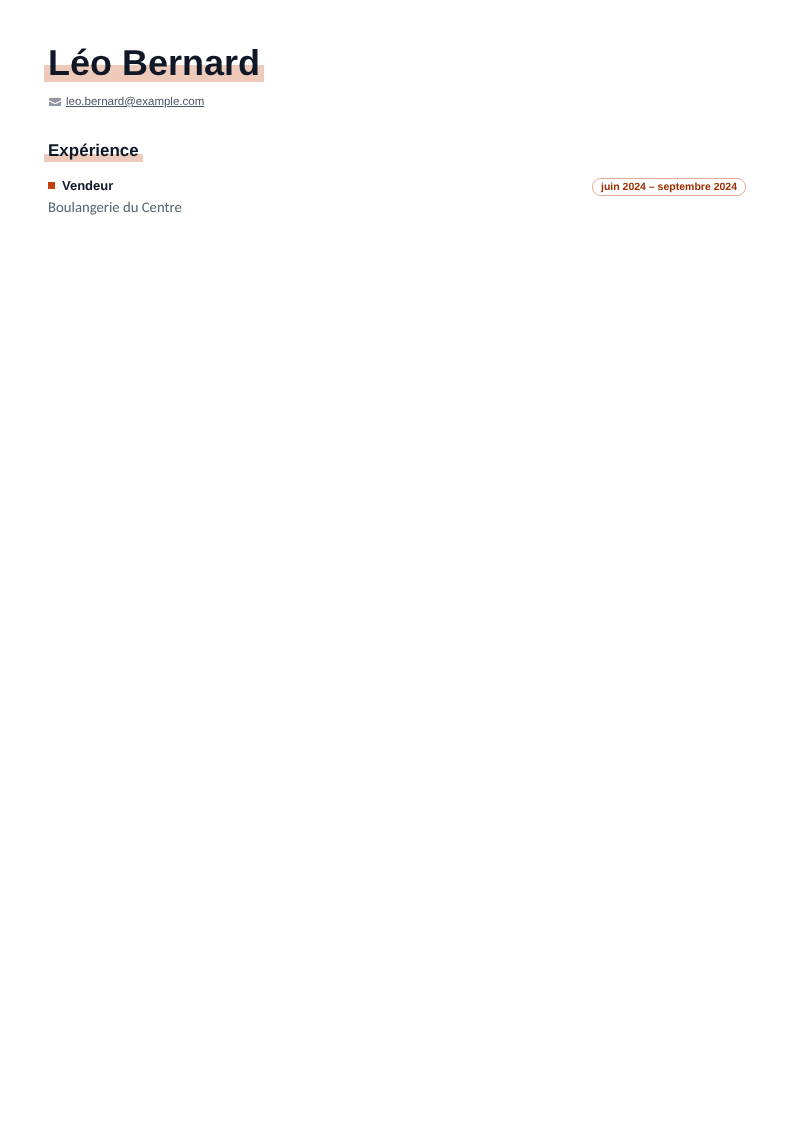 Léo Bernard
leo.bernard@example.com
Expérience
Vendeur juin 2024 – septembre 2024
Boulangerie du Centre